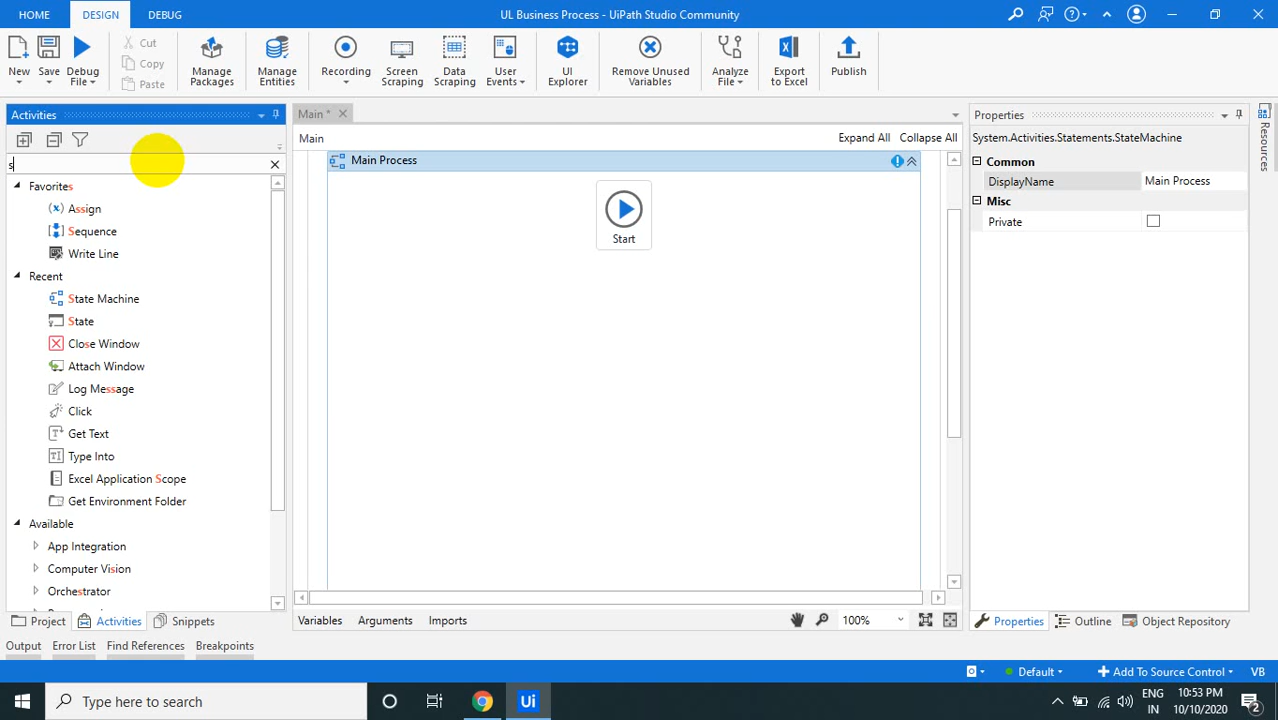 HOME
DESIGN
DEBUG
UL Business Process - UiPath Studio Community
New
Save
Debug File
Cut
Copy
Paste
Manage Packages
Manage Entities
Recording
Screen Scraping
Data Scraping
User Events
UI Explorer
Remove Unused Variables
Analyze File
Export to Excel
Publish
Activities
Main *
Properties
Resources
Main
Expand All
Collapse All
System.Activities.Statements.StateMachine
s
Main Process
Common
DisplayName
Main Process
Misc
Private
Favorites
Assign
Sequence
Write Line
Start
Recent
State Machine
State
Close Window
Attach Window
Log Message
Click
Get Text
Type Into
Excel Application Scope
Get Environment Folder
Available
App Integration
Computer Vision
Orchestrator
Project
Activities
Snippets
Variables
Arguments
Imports
100%
Properties
Outline
Object Repository
Output
Error List
Find References
Breakpoints
Default
Add To Source Control
VB
Type here to search
Ui
ENG
IN
10:53 PM
10/10/2020
2